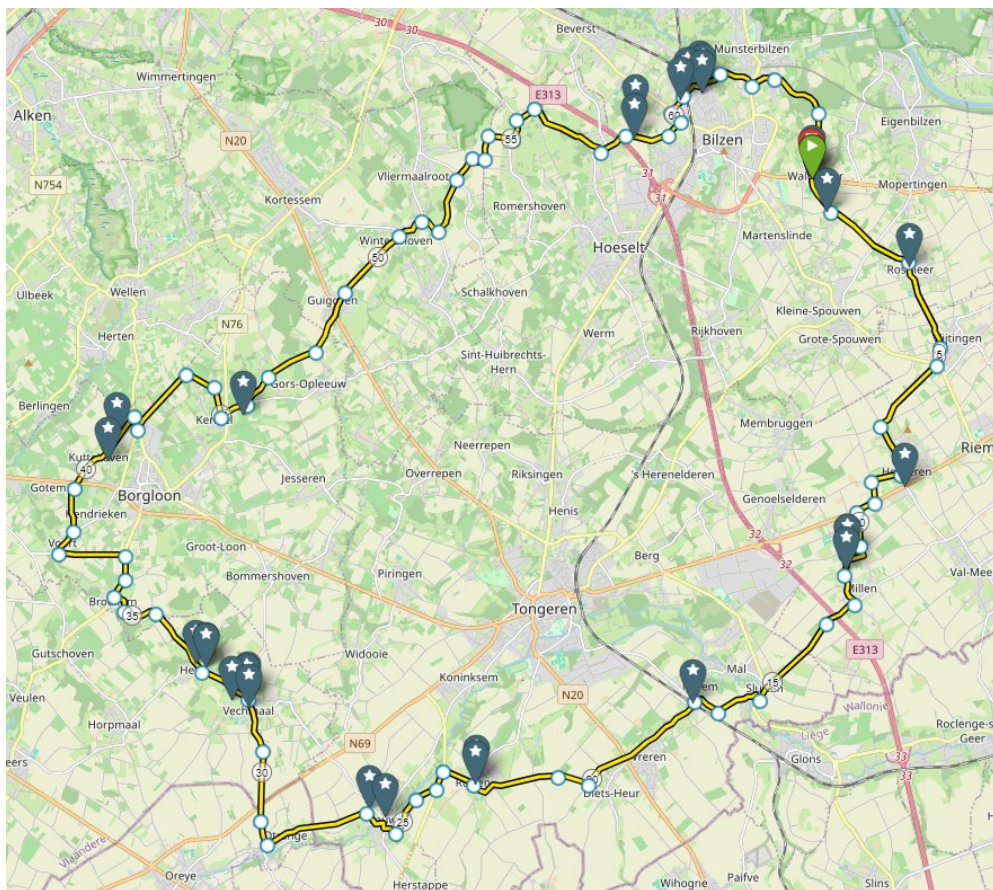 30
30
Beverst
Munsterbilzen
Wimmertingen
E313
Alken
N20
55
60
Bilzen
Eigenbilzen
Vliermaalroot
31
N754
Kortessem
Romershoven
31
Mopertingen
Martenslinde
Hoeselt
50
Ulbeek
Wellen
Schalkhoven
Guigoven
Kleine-Spouwen
Herten
N76
Werm
Rijkhoven
Grote-Spouwen
Sint-Huibrechts-
Hern
5
Gors-Opleeuw
Berlingen
Membruggen
Neerrepen
Riem
40
Jesseren
Overrepen
Riksingen
's Herenelderen
Borgloon
Genoelselderen
Henis
Hendrieken
32
Groot-Loon
Berg
Bommershoven
Piringen
32
Val-Mee
Tongeren
35
Gutschoven
E313
Widooie
Mal
Koninksem
15
Veulen
N20
Wallonie
Horpmaal
Liège
Roclenge-s
Geer
N69
Vreren
Glons
33
33
30
Diets-Heur
25
Vlaandere
Oreye
Herstappe
Wihogne
Paifve
Slins